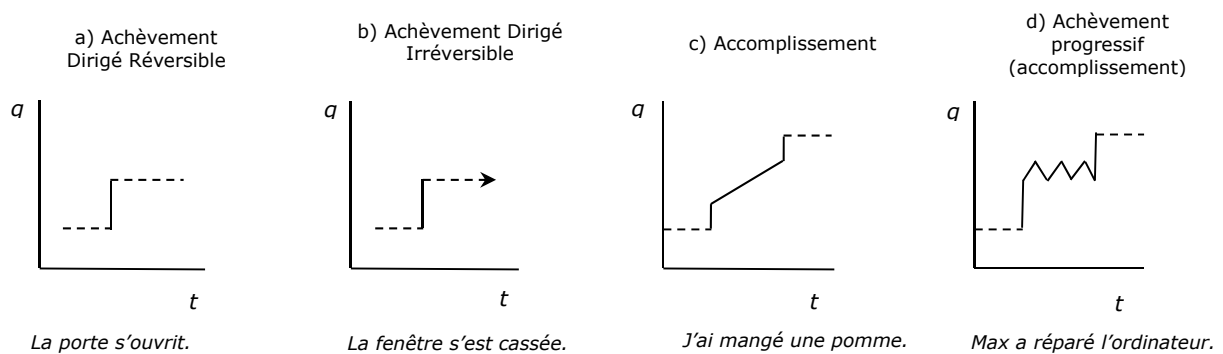 a) Achèvement
Dirigé Réversible
b) Achèvement Dirigé
Irréversible
c) Accomplissement
d) Achèvement
progressif
(accomplissement)
q
q
q
q
t
t
t
t
La porte s’ouvrit.
La fenêtre s’est cassée.
J’ai mangé une pomme.
Max a réparé l’ordinateur.